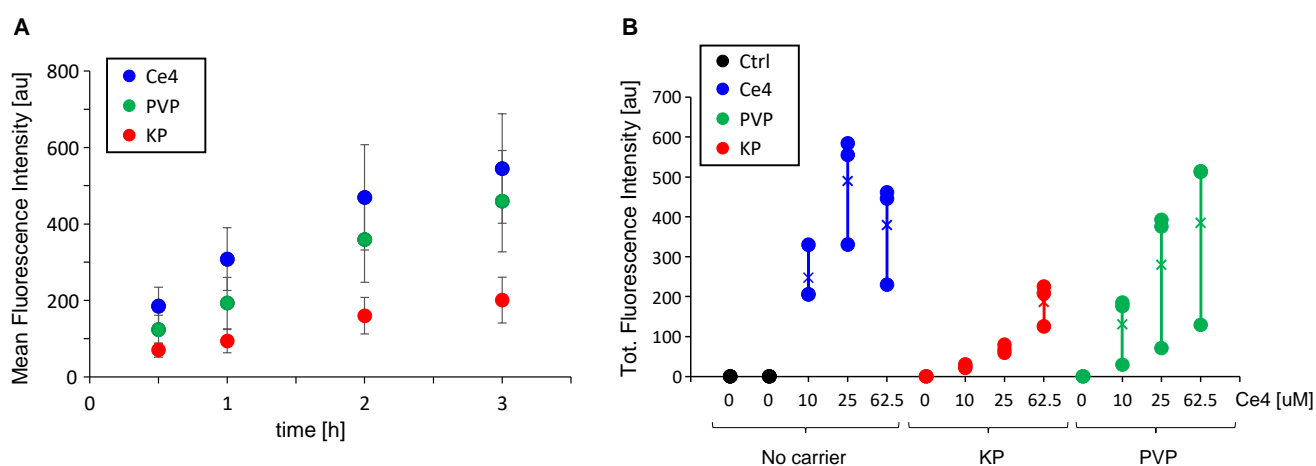 A
Ce4
PVP
KP
Mean Fluorescence Intensity [au]
800
600
400
200
0
0
1
2
3
time [h]
B
Ctrl
Ce4
PVP
KP
Tot. Fluorescence Intensity [au]
700
600
500
400
300
200
100
0
0 0 10 25 62.5 0 10 25 62.5 0 10 25 62.5 Ce4 [uM]
No carrier KP PVP